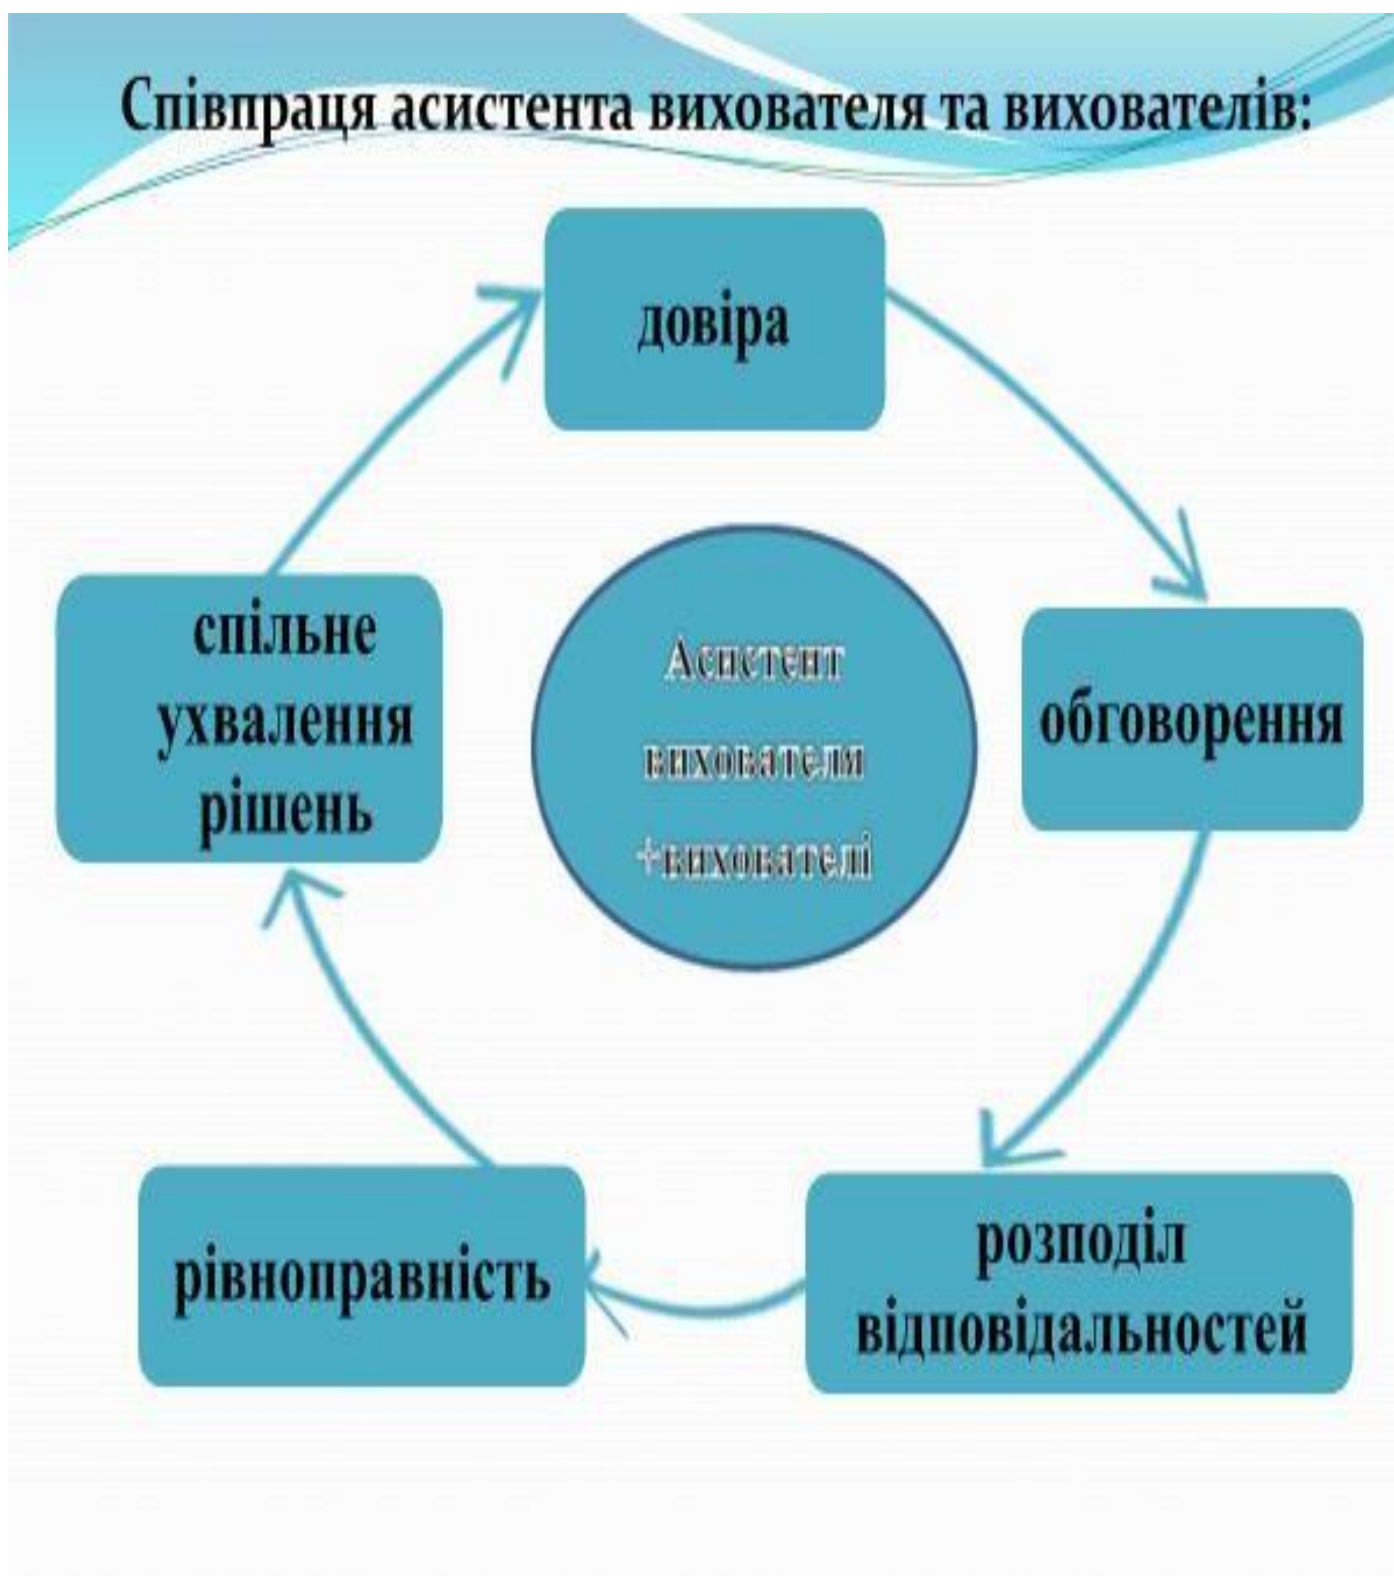 Співпраця асистента вихователя та вихователів:
довіра
обговорення
розподіл
відповідальностей
рівноправність
спільне
ухвалення
рішень
Асистент
вихователя
+вихователі